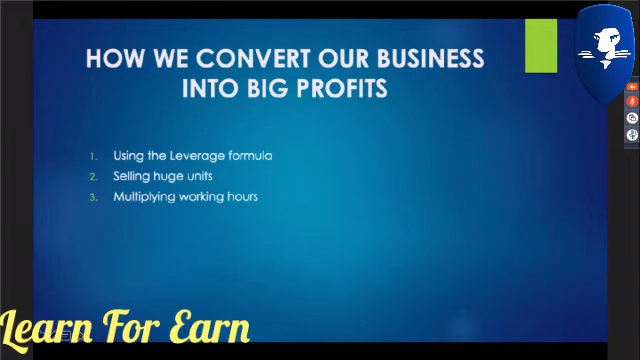 HOW WE CONVERT OUR BUSINESS
INTO BIG PROFITS
1. Using the Leverage formula
2. Selling huge units
3. Multiplying working hours
Learn For Earn